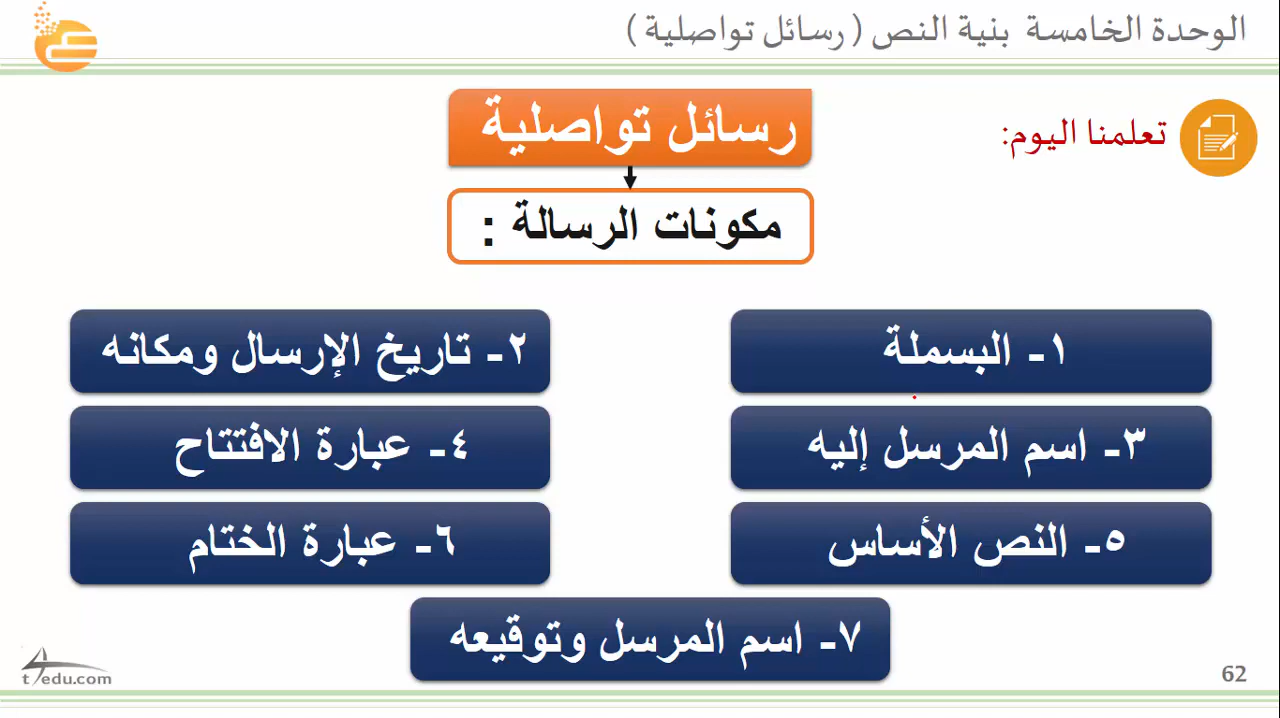 الوحدة الخامسة بنية النص ( رسائل تواصلية )
تعلمنا اليوم:
رسائل تواصلية
مكونات الرسالة :
١- البسملة
٢- تاريخ الإرسال ومكانه
٣- اسم المرسل إليه
٤- عبارة الافتتاح
٥- النص الأساس
٦- عبارة الختام
٧- اسم المرسل وتوقيعه
t4edu.com
62